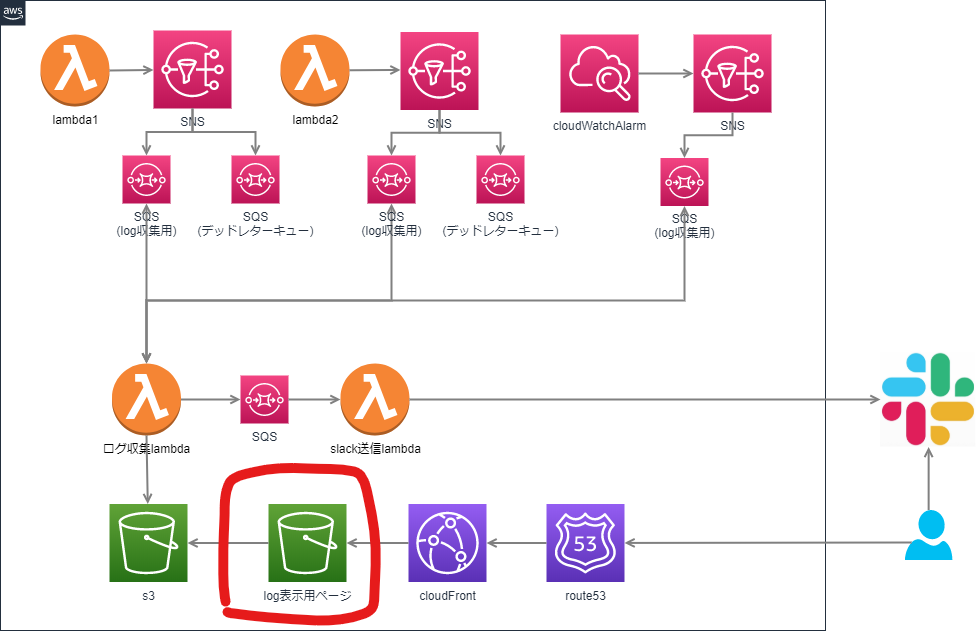 aws
lambda1
SNS
lambda2
SNS
cloudWatchAlarm
SNS
SQS
(log収集用)
SQS
(デッドレターキュー)
SQS
(log収集用)
SQS
(デッドレターキュー)
SQS
(log収集用)
ログ収集lambda
SQS
slack送信lambda
s3
log表示用ページ
cloudFront
53
route53